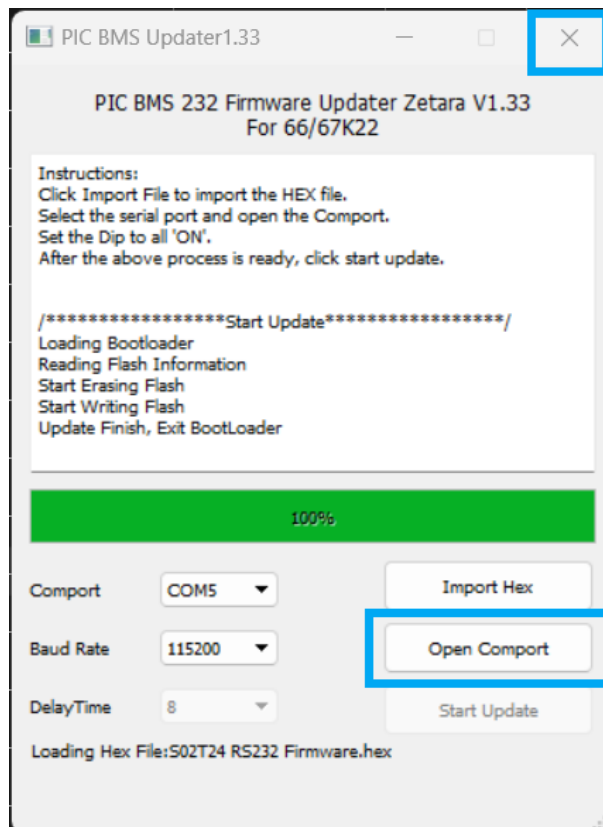 PIC BMS Updater1.33
PIC BMS 232 Firmware Updater Zetara V1.33
For 66/67K22
Instructions:
Click Import File to import the HEX file.
Select the serial port and open the Comport.
Set the Dip to all 'ON'.
After the above process is ready, click start update.
/*****************Start Update*****************/
Loading Bootloader
Reading Flash Information
Start Erasing Flash
Start Writing Flash
Update Finish, Exit BootLoader
100%
Comport COM5 Import Hex
Baud Rate 115200 Open Comport
DelayTime 8 Start Update
Loading Hex File:S02T24 RS232 Firmware.hex